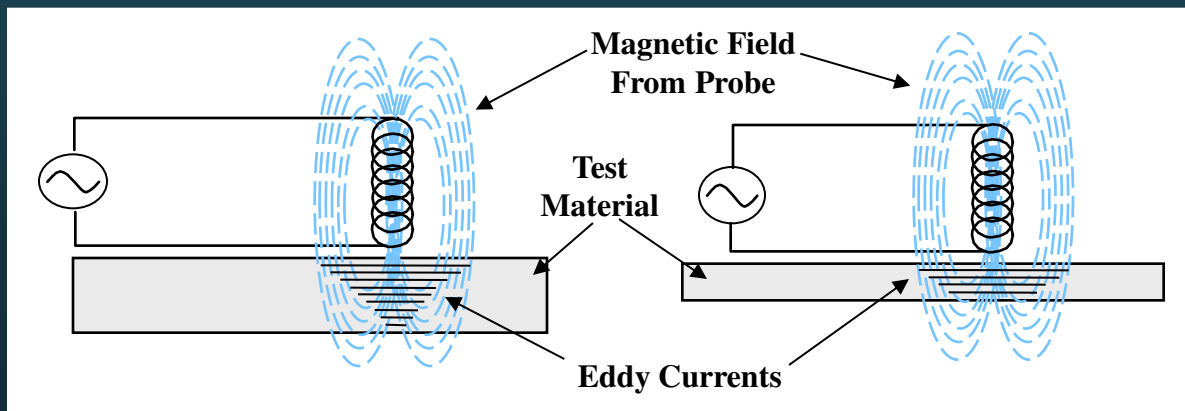 Magnetic Field
From Probe
Test
Material
Eddy Currents